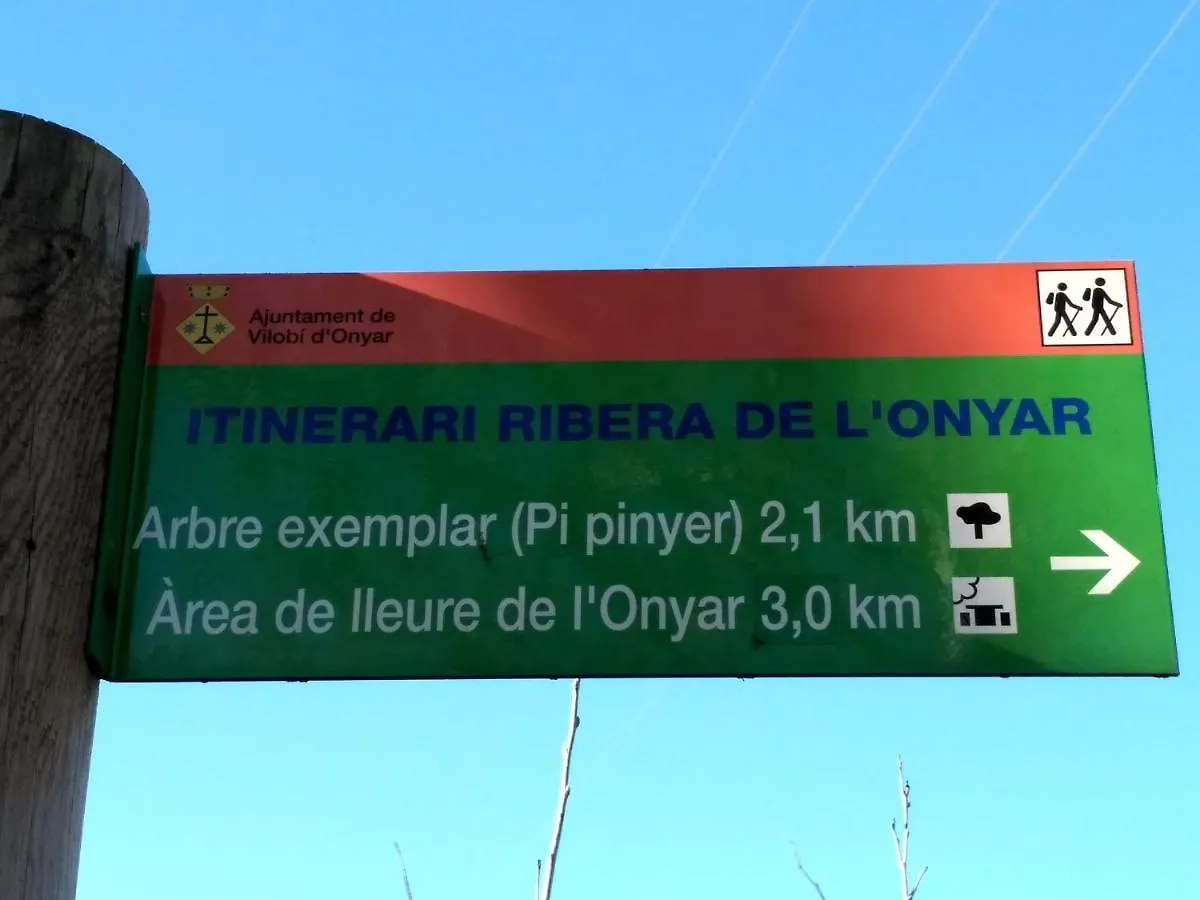 Ajuntament de
Vilobí d'Onyar
ITINERARI RIBERA DE L'ONYAR
Arbre exemplar (Pi pinyer) 2,1 km
Àrea de lleure de l'Onyar 3,0 km